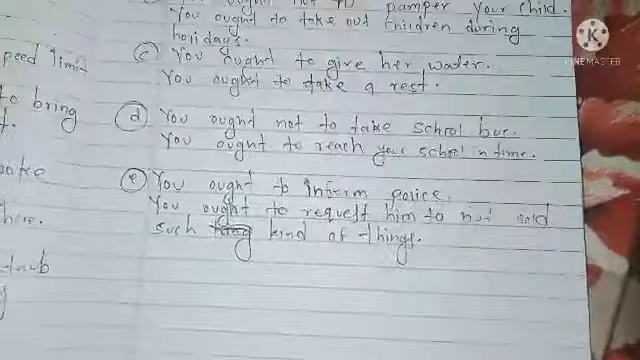 pamper your child.
You ought to take out children during
holidays.
peed limit
(c) You ought to give her water.
You ought to take a rest.
to bring
t.
(d) You ought not to take school bus.
You ought to reach your school in time.
(e) You ought to inform police.
You ought to request him to not sold
here.
such kind of things.
KINEMASTER